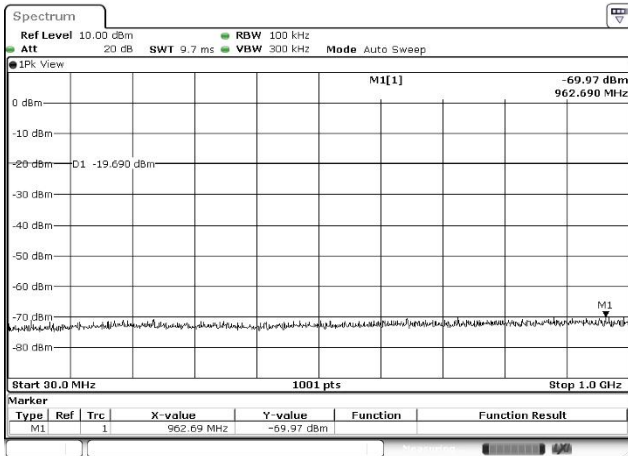 Spectrum
Ref Level 10.00 dBm RBW 100 kHz
Att 20 dB SWT 9.7 ms VBW 300 kHz Mode Auto Sweep
1Pk View
M1[1] -69.97 dBm
962.690 MHz
0 dBm
-10 dBm
-20 dBm D1 -19.690 dBm
-30 dBm
-40 dBm
-50 dBm
-60 dBm
M1
-70 dBm
-80 dBm
Start 30.0 MHz 1001 pts Stop 1.0 GHz
Marker
Type Ref Trc X-value Y-value Function Function Result
M1 1 962.69 MHz -69.97 dBm